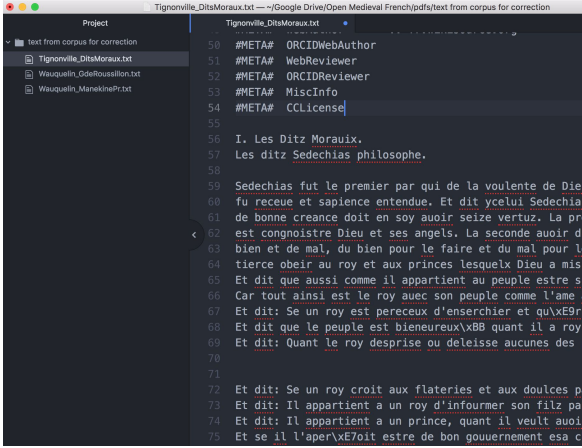 Tignonville_DitsMoraux.txt — ~/Google Drive/Open Medieval French/pdfs/text from corpus for correction
Project
text from corpus for correction
Tignonville_DitsMoraux.txt
Wauquelin_GdeRoussillon.txt
Wauquelin_ManekinePr.txt
Tignonville_DitsMoraux.txt
50 #META# ORCIDWebAuthor
51 #META# WebReviewer
52 #META# ORCIDReviewer
53 #META# MiscInfo
54 #META# CCLicense
55
56 I. Les Ditz Morauix.
57 Les ditz Sedechias philosophe.
58
59 Sedechias fut le premier par qui de la voulente de Die
60 fu receue et sapience entendue. Et dit ycelui Sedechia
61 de bonne creance doit en soy auoir seize vertuz. La pr
62 est congnoistre Dieu et ses angels. La seconde auoir d
63 bien et de mal, du bien pour le faire et du mal pour l
64 tierce obeir au roy et aux princes lesquelx Dieu a mis
65 Et dit que aussi comme il appartient au peuple estre s
66 Car tout ainsi est le roy auec son peuple comme l'ame
67 Et dit: Se un roy est pereceux d'enserchier et qu\xE9r
68 Et dit que le peuple est bieneureux\xBB quant il a roy
69 Et dit: Quant le roy desprise ou deleisse aucunes des
70
71
72 Et dit: Se un roy croit aux flateries et aux doulces p
73 Et dit: Il appartient a un roy d'infourmer son filz pa
74 Et dit: Il appartient a un prince, quant il veult auoi
75 Et se il l'aper\xE7oit estre de bon gouuernement esa c